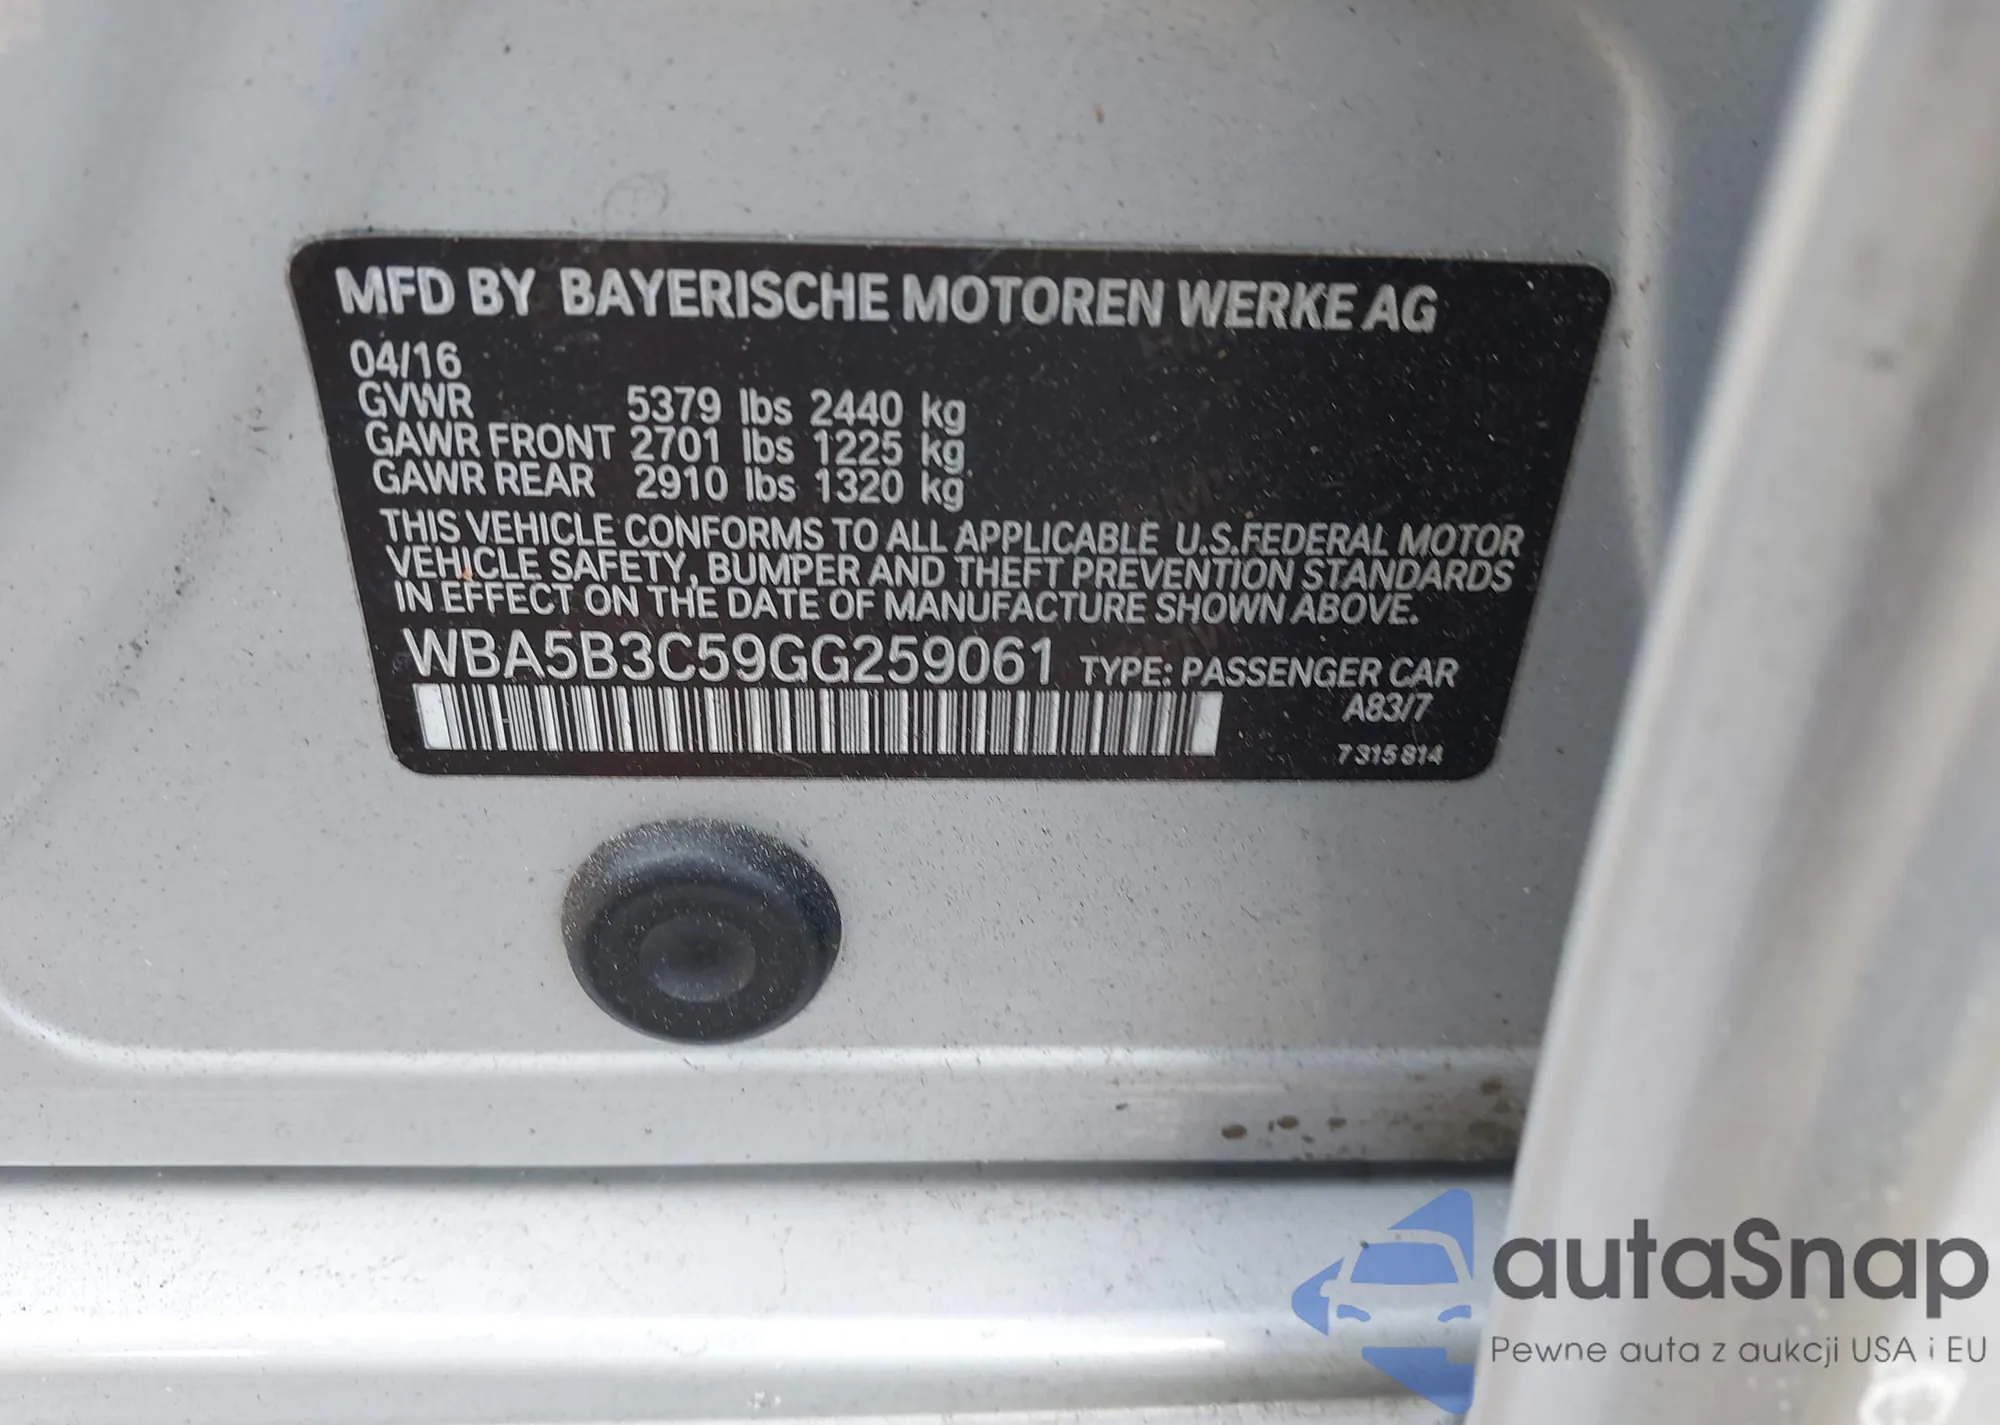 MFD BY BAYERISCHE MOTOREN WERKE AG
04/16
GVWR 5379 lbs 2440 kg
GAWR FRONT 2701 lbs 1225 kg
GAWR REAR 2910 lbs 1320 kg
THIS VEHICLE CONFORMS TO ALL APPLICABLE U.S.FEDERAL MOTOR
VEHICLE SAFETY, BUMPER AND THEFT PREVENTION STANDARDS
IN EFFECT ON THE DATE OF MANUFACTURE SHOWN ABOVE.
WBA5B3C59GG259061 TYPE: PASSENGER CAR
A83/7
7315814
autaSnap
Pewne auta z aukcji USA i EU